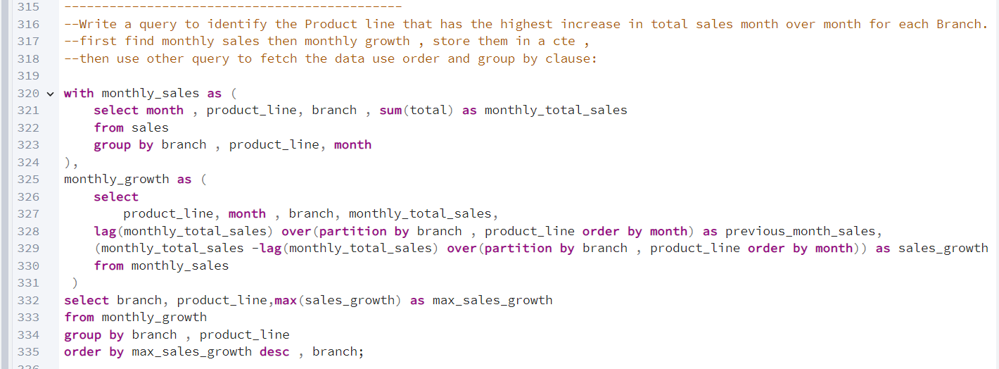 315 ---------------------------------------------
316 --Write a query to identify the Product line that has the highest increase in total sales month over month for each Branch.
317 --first find monthly sales then monthly growth , store them in a cte ,
318 --then use other query to fetch the data use order and group by clause:
319
320 with monthly_sales as (
321 select month , product_line, branch , sum(total) as monthly_total_sales
322 from sales
323 group by branch , product_line, month
324 ),
325 monthly_growth as (
326 select
327 product_line, month , branch, monthly_total_sales,
328 lag(monthly_total_sales) over(partition by branch , product_line order by month) as previous_month_sales,
329 (monthly_total_sales -lag(monthly_total_sales) over(partition by branch , product_line order by month)) as sales_growth
330 from monthly_sales
331 )
332 select branch, product_line,max(sales_growth) as max_sales_growth
333 from monthly_growth
334 group by branch , product_line
335 order by max_sales_growth desc , branch;